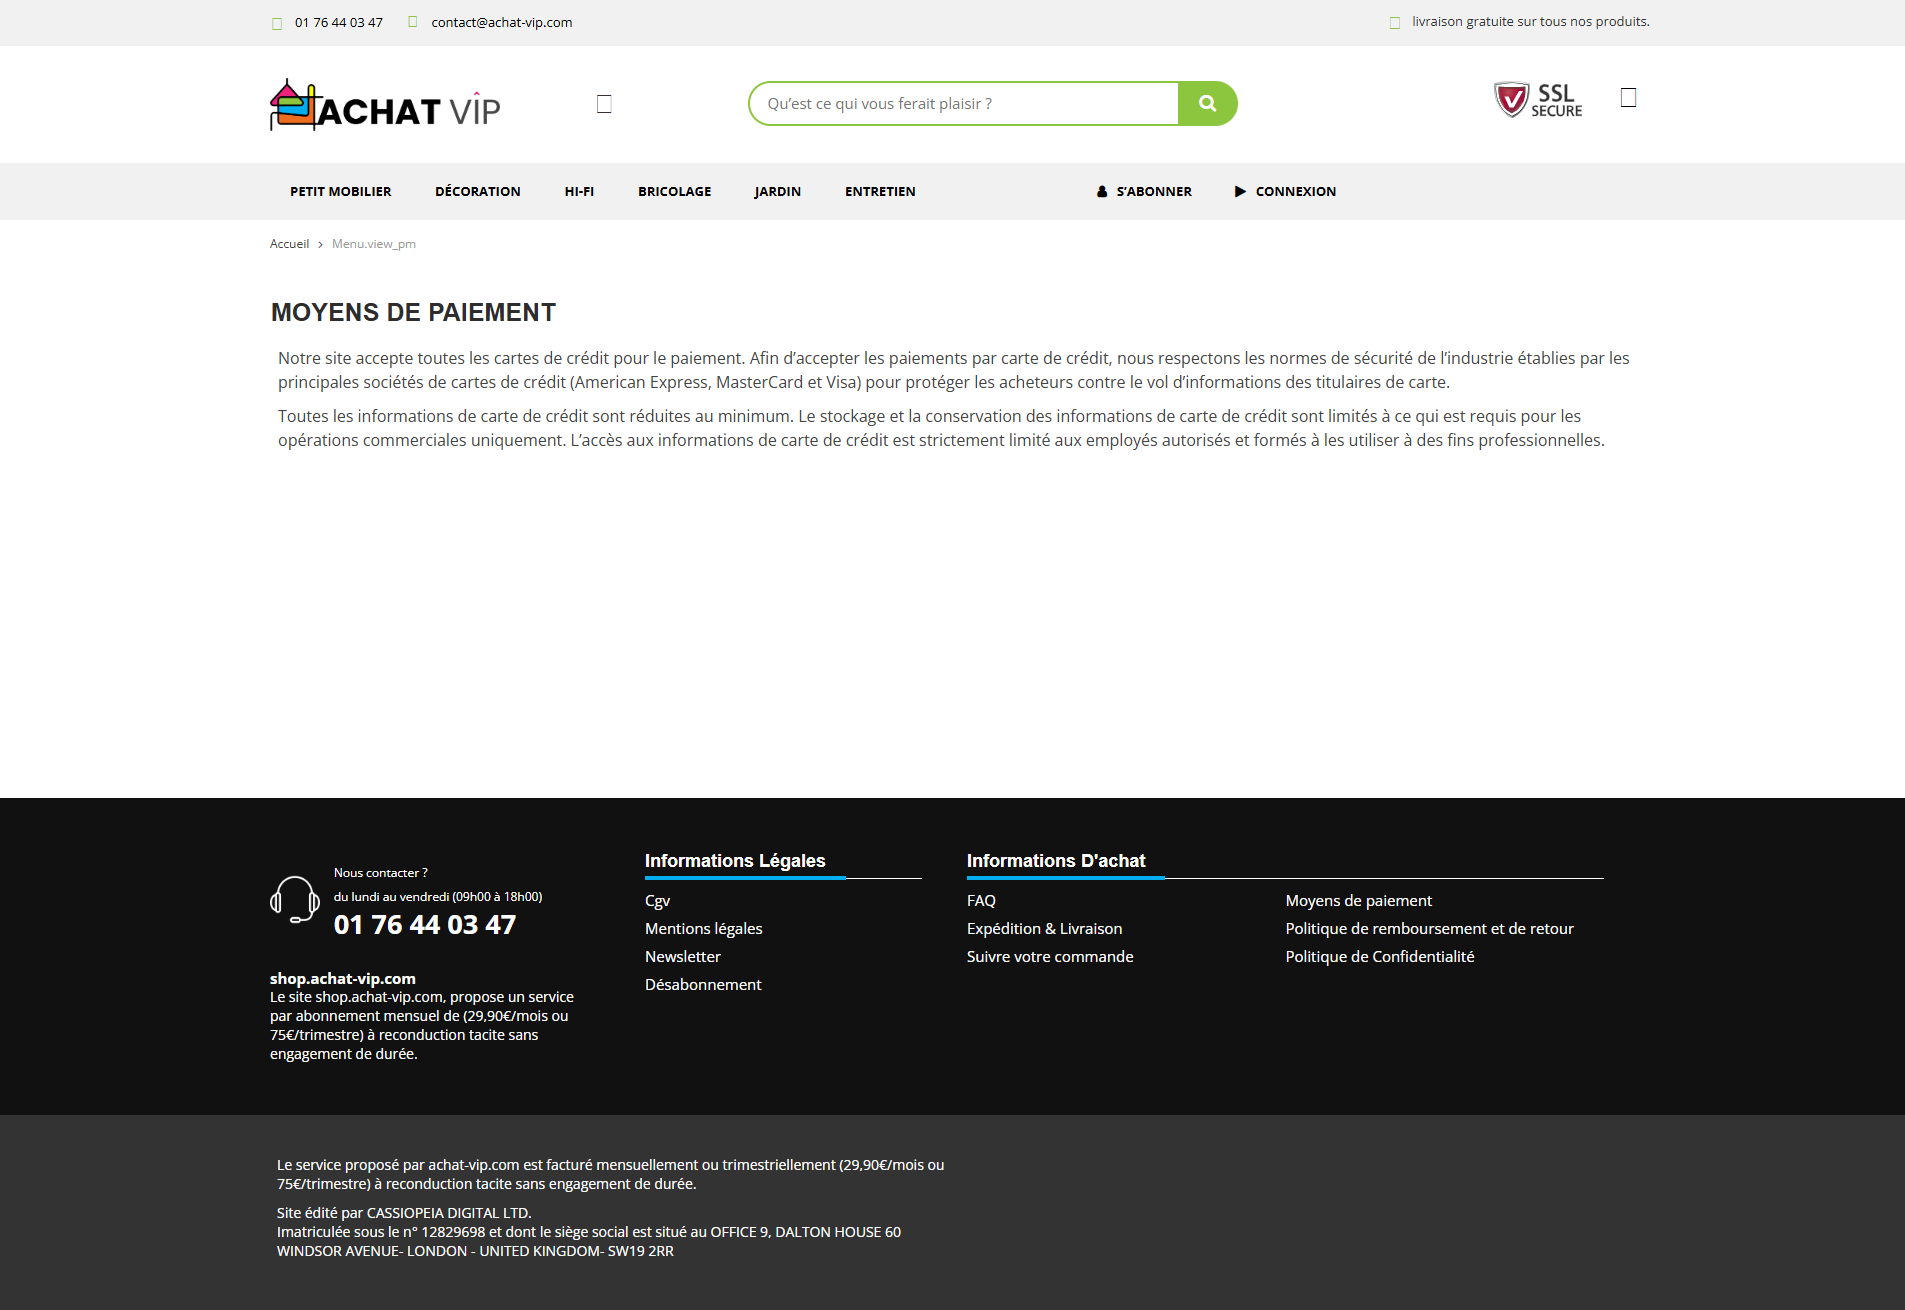 01 76 44 03 47
contact@achat-vip.com
livraison gratuite sur tous nos produits.
ACHAT VÎP
Qu’est ce qui vous ferait plaisir ?
SSL
SECURE
PETIT MOBILIER
DÉCORATION
HI-FI
BRICOLAGE
JARDIN
ENTRETIEN
S’ABONNER
CONNEXION
Accueil > Menu.view_pm
MOYENS DE PAIEMENT
Notre site accepte toutes les cartes de crédit pour le paiement. Afin d’accepter les paiements par carte de crédit, nous respectons les normes de sécurité de l’industrie établies par les
principales sociétés de cartes de crédit (American Express, MasterCard et Visa) pour protéger les acheteurs contre le vol d’informations des titulaires de carte.
Toutes les informations de carte de crédit sont réduites au minimum. Le stockage et la conservation des informations de carte de crédit sont limités à ce qui est requis pour les
opérations commerciales uniquement. L’accès aux informations de carte de crédit est strictement limité aux employés autorisés et formés à les utiliser à des fins professionnelles.
Nous contacter ?
du lundi au vendredi (09h00 à 18h00)
01 76 44 03 47
shop.achat-vip.com
Le site shop.achat-vip.com, propose un service
par abonnement mensuel de (29,90€/mois ou
75€/trimestre) à reconduction tacite sans
engagement de durée.
Informations Légales
Cgv
Mentions légales
Newsletter
Désabonnement
Informations D'achat
FAQ
Expédition & Livraison
Suivre votre commande
Moyens de paiement
Politique de remboursement et de retour
Politique de Confidentialité
Le service proposé par achat-vip.com est facturé mensuellement ou trimestriellement (29,90€/mois ou
75€/trimestre) à reconduction tacite sans engagement de durée.
Site édité par CASSIOPEIA DIGITAL LTD.
Imatriculée sous le n° 12829698 et dont le siège social est situé au OFFICE 9, DALTON HOUSE 60
WINDSOR AVENUE- LONDON - UNITED KINGDOM- SW19 2RR